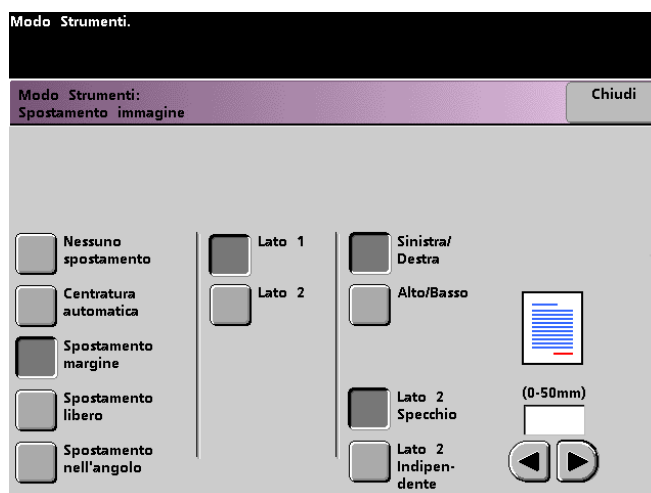 Modo Strumenti.
Modo Strumenti:
Spostamento immagine
Chiudi
Nessuno
spostamento
Centratura
automatica
Spostamento
margine
Spostamento
libero
Spostamento
nell'angolo
Lato 1
Lato 2
Sinistra/
Destra
Alto/Basso
Lato 2
Specchio
Lato 2
Indipen-
dente
(0-50mm)